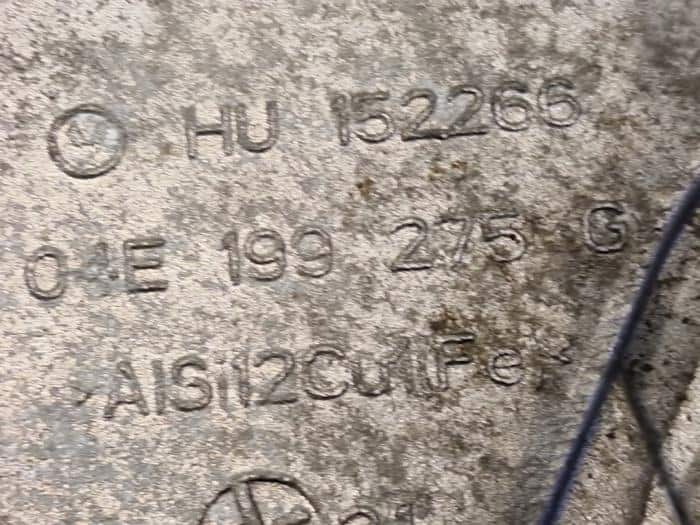 HU 152266
04E 199 275 G
>AlSi12Cu1Fe<